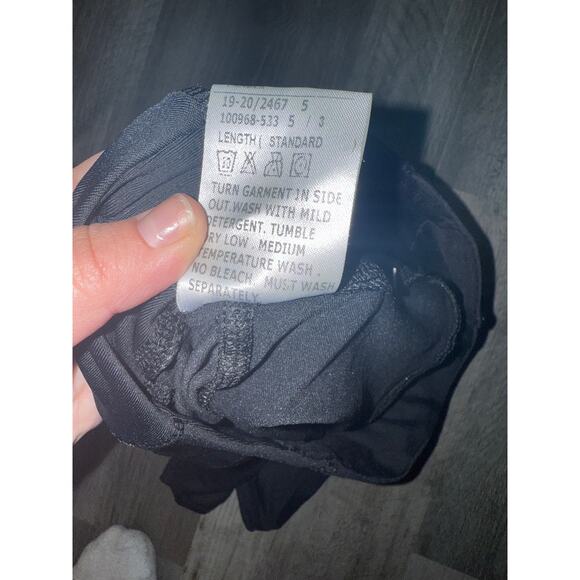 19-20/2467 5
100968-533 5 / 3
LENGTH( STANDARD )
TURN GARMENT IN SIDE
OUT.WASH WITH MILD
DETERGENT. TUMBLE
DRY LOW . MEDIUM
TEMPERATURE WASH .
NO BLEACH. MUST WASH
SEPARATELY